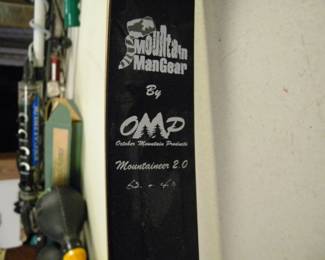 Mountain
ManGear
By
OMP
October Mountain Products
Mountaineer 2.0